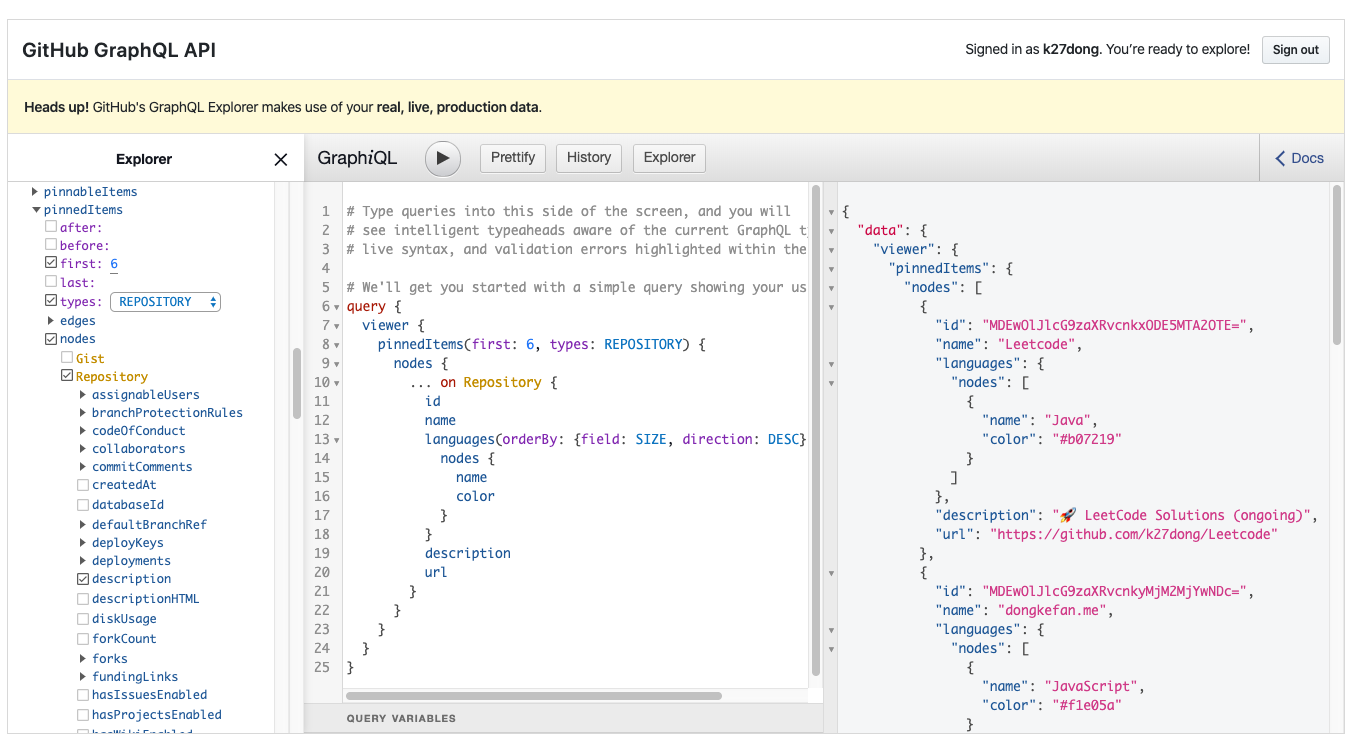 GitHub GraphQL API
Signed in as k27dong. You're ready to explore!
Sign out
Heads up! GitHub's GraphQL Explorer makes use of your real, live, production data.
Explorer
GraphiQL
Prettify
History
Explorer
Docs
pinnableItems
pinnedItems
after:
before:
first: 6
last:
types: REPOSITORY
edges
nodes
Gist
Repository
assignableUsers
branchProtectionRules
codeOfConduct
collaborators
commitComments
createdAt
databaseId
defaultBranchRef
deployKeys
deployments
description
descriptionHTML
diskUsage
forkCount
forks
fundingLinks
hasIssuesEnabled
hasProjectsEnabled
hasWikiEnabled
1 # Type queries into this side of the screen, and you will
2 # see intelligent typeaheads aware of the current GraphQL t
3 # live syntax, and validation errors highlighted within the
4
5 # We'll get you started with a simple query showing your us
6 query {
7 viewer {
8 pinnedItems(first: 6, types: REPOSITORY) {
9 nodes {
10 ... on Repository {
11 id
12 name
13 languages(orderBy: {field: SIZE, direction: DESC}
14 nodes {
15 name
16 color
17 }
18 }
19 description
20 url
21 }
22 }
23 }
24 }
25 }
QUERY VARIABLES
{
"data": {
"viewer": {
"pinnedItems": {
"nodes": [
{
"id": "MDEwOlJlcG9zaXRvcnkxODE5MTA2OTE=",
"name": "Leetcode",
"languages": {
"nodes": [
{
"name": "Java",
"color": "#b07219"
}
]
},
"description": "🚀 LeetCode Solutions (ongoing)",
"url": "https://github.com/k27dong/Leetcode"
},
{
"id": "MDEwOlJlcG9zaXRvcnkyMjM2MjYwNDc=",
"name": "dongkefan.me",
"languages": {
"nodes": [
{
"name": "JavaScript",
"color": "#f1e05a"
}